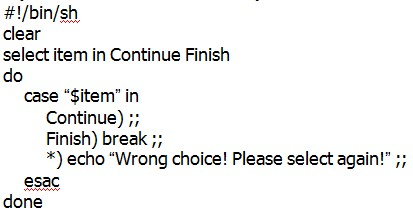 #!/bin/sh
clear
select item in Continue Finish
do
case “$item” in
Continue) ;;
Finish) break ;;
*) echo “Wrong choice! Please select again!” ;;
esac
done